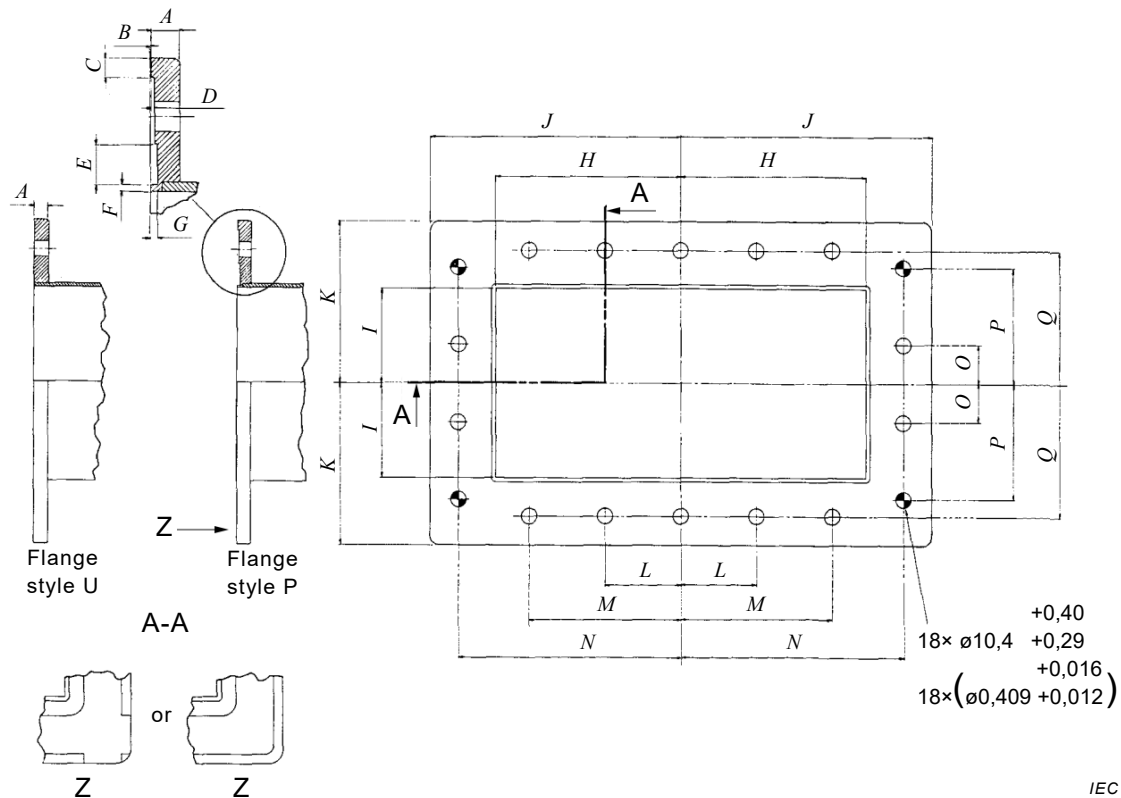 A
B
C
D
E
F
G
A
J
J
H
H
A
K
I
I
K
A
P
Q
O
O
P
Q
Z
Flange
style U
Flange
style P
L
L
M
M
N
N
A-A
+0,40
18× ø10,4 +0,29
+0,016
18×(ø0,409 +0,012)
or
Z
Z
IEC